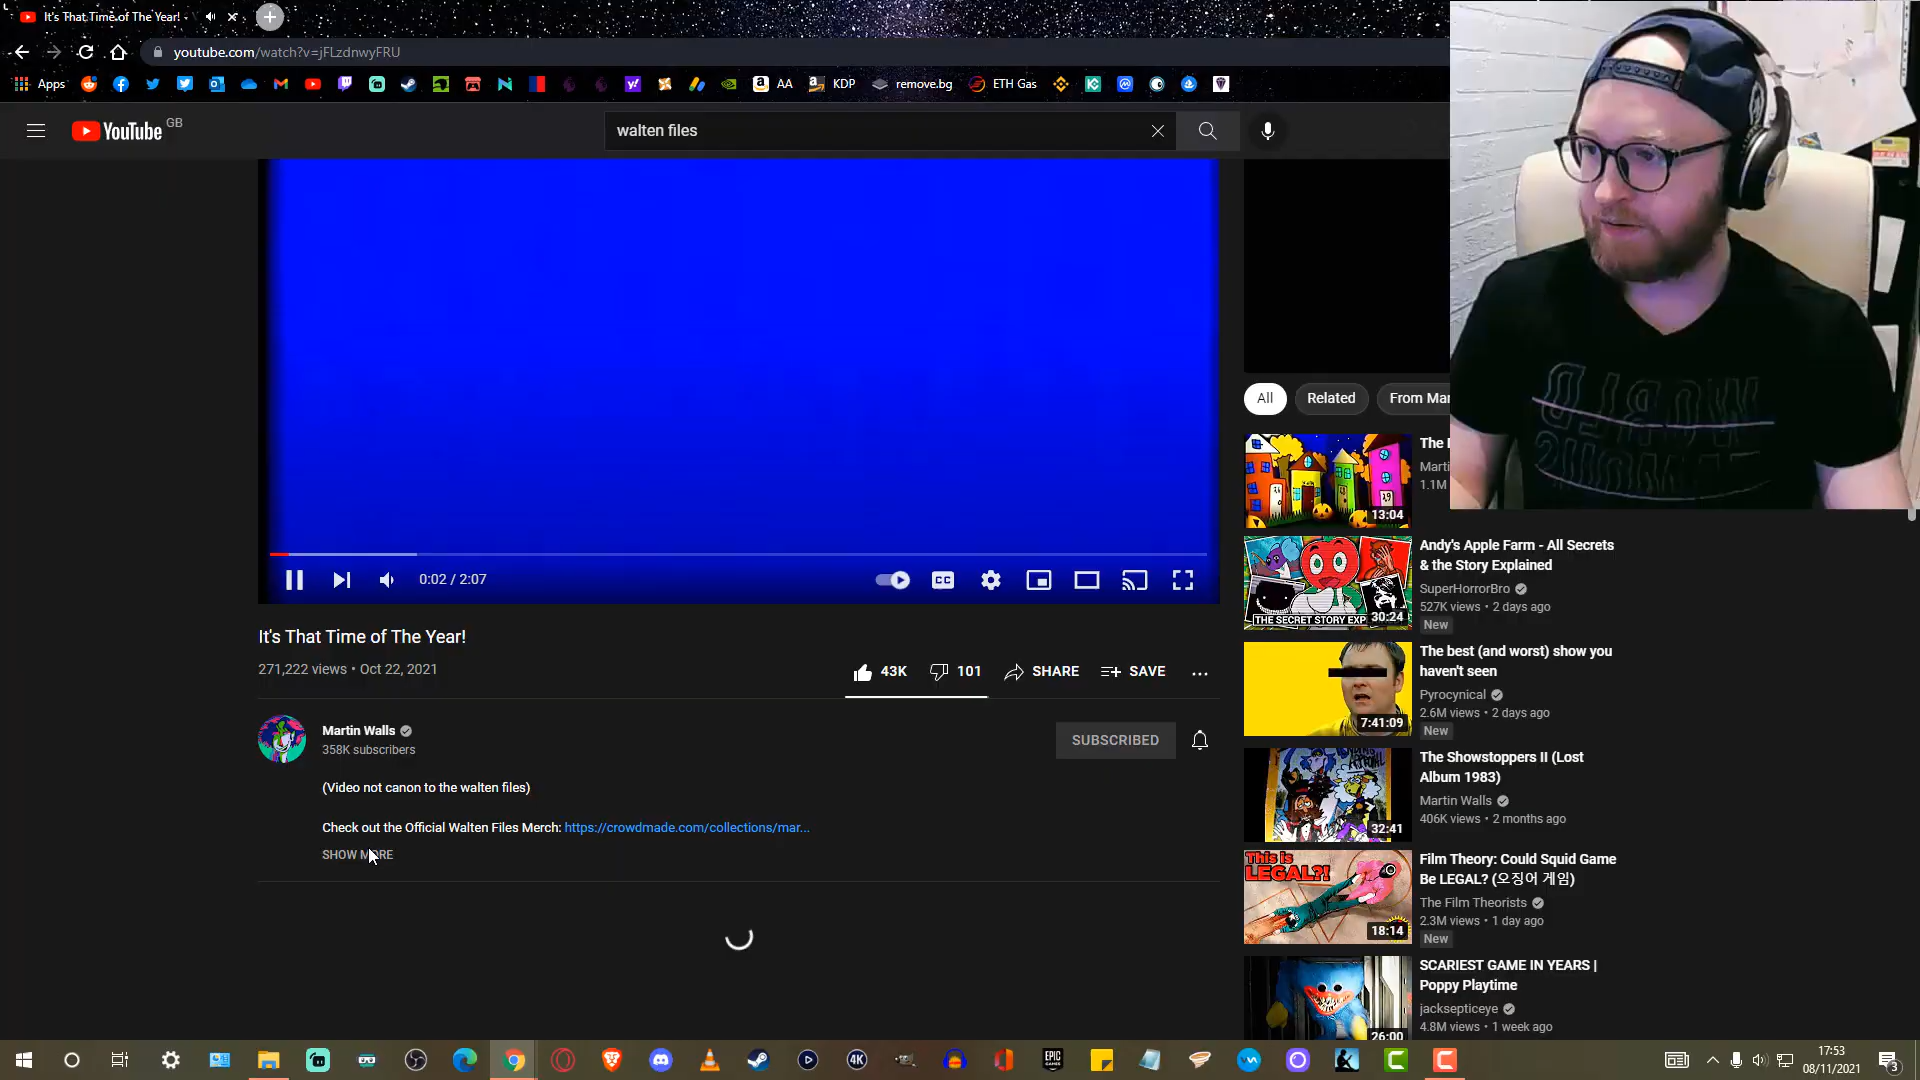 It's That Time of The Year! -
youtube.com/watch?v=jFLzdnwyFRU
Apps
AA
KDP
remove.bg
ETH Gas
YouTube GB
walten files
0:02 / 2:07
CC
It's That Time of The Year!
271,222 views • Oct 22, 2021
43K
101
SHARE
SAVE
Martin Walls
358K subscribers
SUBSCRIBED
(Video not canon to the walten files)
Check out the Official Walten Files Merch: https://crowdmade.com/collections/mar...
SHOW MORE
All
Related
From Mar
The
Marti
1.1M
13:04
Andy's Apple Farm - All Secrets
& the Story Explained
SuperHorrorBro
527K views • 2 days ago
New
THE SECRET STORY EXP
30:24
The best (and worst) show you
haven't seen
Pyrocynical
2.6M views • 2 days ago
New
7:41:09
The Showstoppers II (Lost
Album 1983)
Martin Walls
406K views • 2 months ago
32:41
This is
LEGAL?!
Film Theory: Could Squid Game
Be LEGAL? (오징어 게임)
The Film Theorists
2.3M views • 1 day ago
New
18:14
SCARIEST GAME IN YEARS |
Poppy Playtime
jacksepticeye
4.8M views • 1 week ago
26:00
4K
EPIC
GAMES
17:53
08/11/2021
3